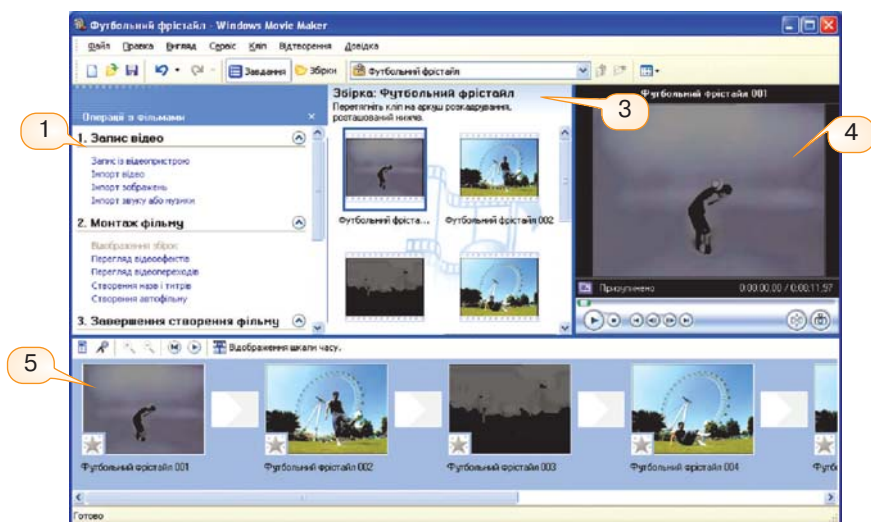 Футбольний фрістайл - Windows Movie Maker
Файл Правка Вигляд Сервіс Кліп Відтворення Довідка
Завдання Збірки Футбольний фрістайл
Операції з фільмами
1. Запис відео
Запис із відеопристрою
Імпорт відео
Імпорт зображень
Імпорт звуку або музики
2. Монтаж фільму
Відображення збірок
Перегляд відеоефектів
Перегляд відеопереходів
Створення назв і титрів
Створення автофільму
3. Завершення створення фільму
Збірка: Футбольний фрістайл
Перетягніть кліп на аркуш розкадрування,
розташований нижче.
Футбольний фріста...
Футбольний фрістайл 002
Футбольний фрістайл 001
Призупинено 0:00:00,00 / 0:00:11,97
1
3
4
5
Відображення шкали часу.
Футбольний фрістайл 001
Футбольний фрістайл 002
Футбольний фрістайл 003
Футбольний фрістайл 004
Футб
Готово